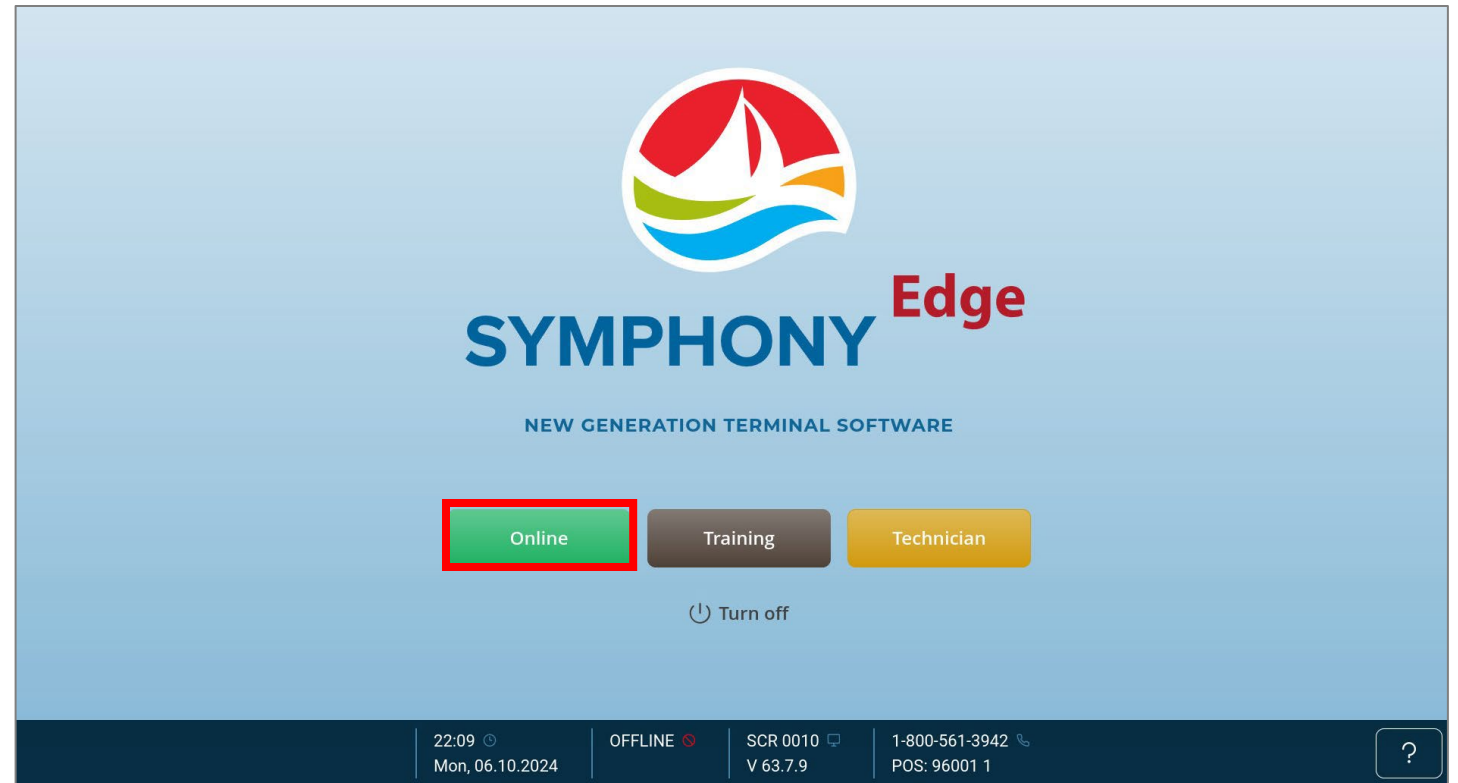 Edge
SYMPHONY
NEW GENERATION TERMINAL SOFTWARE
Online Training Technician
Turn off
22:09 OFFLINE SCR 0010 1-800-561-3942
Mon, 06.10.2024 V 63.7.9 POS: 96001 1
?